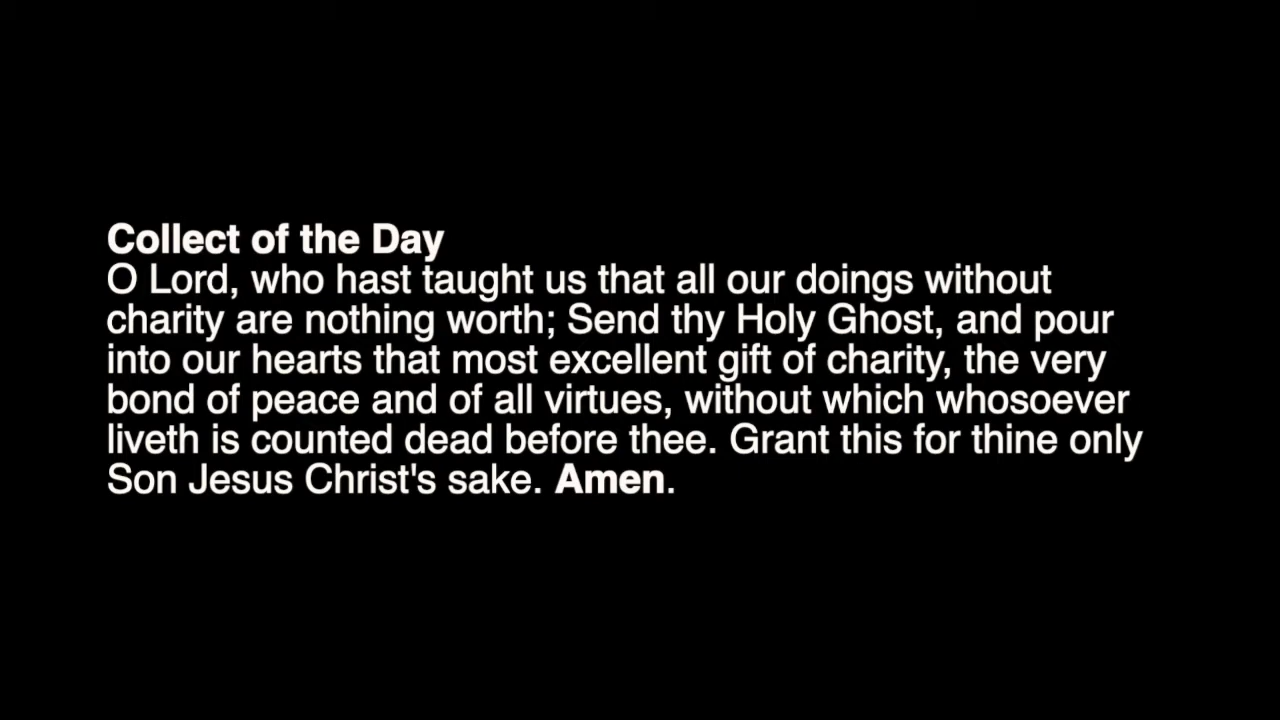 Collect of the Day
O Lord, who hast taught us that all our doings without
charity are nothing worth; Send thy Holy Ghost, and pour
into our hearts that most excellent gift of charity, the very
bond of peace and of all virtues, without which whosoever
liveth is counted dead before thee. Grant this for thine only
Son Jesus Christ's sake. Amen.